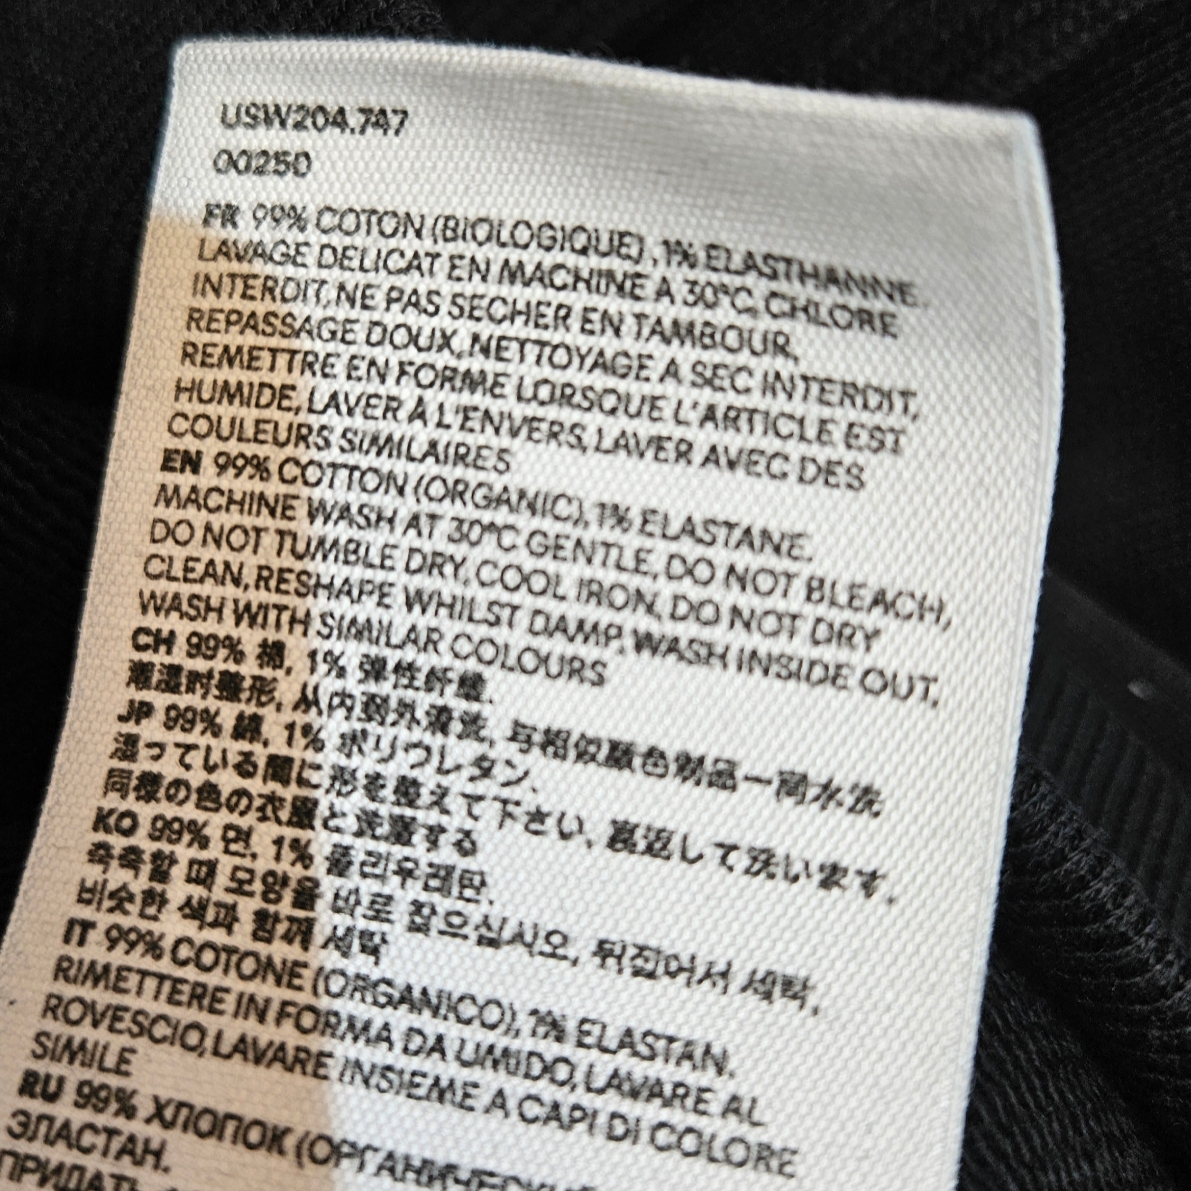 USW204.747
00250
FR 99% COTON (BIOLOGIQUE), 1% ELASTHANNE.
LAVAGE DELICAT EN MACHINE A 30°C, CHLORE
INTERDIT, NE PAS SECHER EN TAMBOUR,
REPASSAGE DOUX, NETTOYAGE A SEC INTERDIT,
REMETTRE EN FORME LORSQUE L'ARTICLE EST
HUMIDE, LAVER À L'ENVERS, LAVER AVEC DES
COULEURS SIMILAIRES
EN 99% COTTON (ORGANIC), 1% ELASTANE.
MACHINE WASH AT 30°C GENTLE, DO NOT BLEACH,
DO NOT TUMBLE DRY, COOL IRON, DO NOT DRY
CLEAN, RESHAPE WHILST DAMP, WASH INSIDE OUT,
WASH WITH SIMILAR COLOURS
CH 99% 棉, 1% 弹性纤维.
潮湿时整形, 从内到外清洗, 与相似颜色制品一同水洗
JP 99% 綿, 1% ポリウレタン.
湿っている間に形を整えて下さい, 裏返して洗います,
同様の色の衣服と洗濯する
KO 99% 면, 1% 폴리우레탄.
축축할 때 모양을 바로 잡으십시오, 뒤집어서 세탁,
비슷한 색과 함께 세탁
IT 99% COTONE (ORGANICO), 1% ELASTAN.
RIMETTERE IN FORMA DA UMIDO, LAVARE AL
ROVESCIO, LAVARE INSIEME A CAPI DI COLORE
SIMILE
RU 99% ХЛОПОК (ОРГАНИЧЕСКИЙ
ЭЛАСТАН.
ПРИДАТЬ